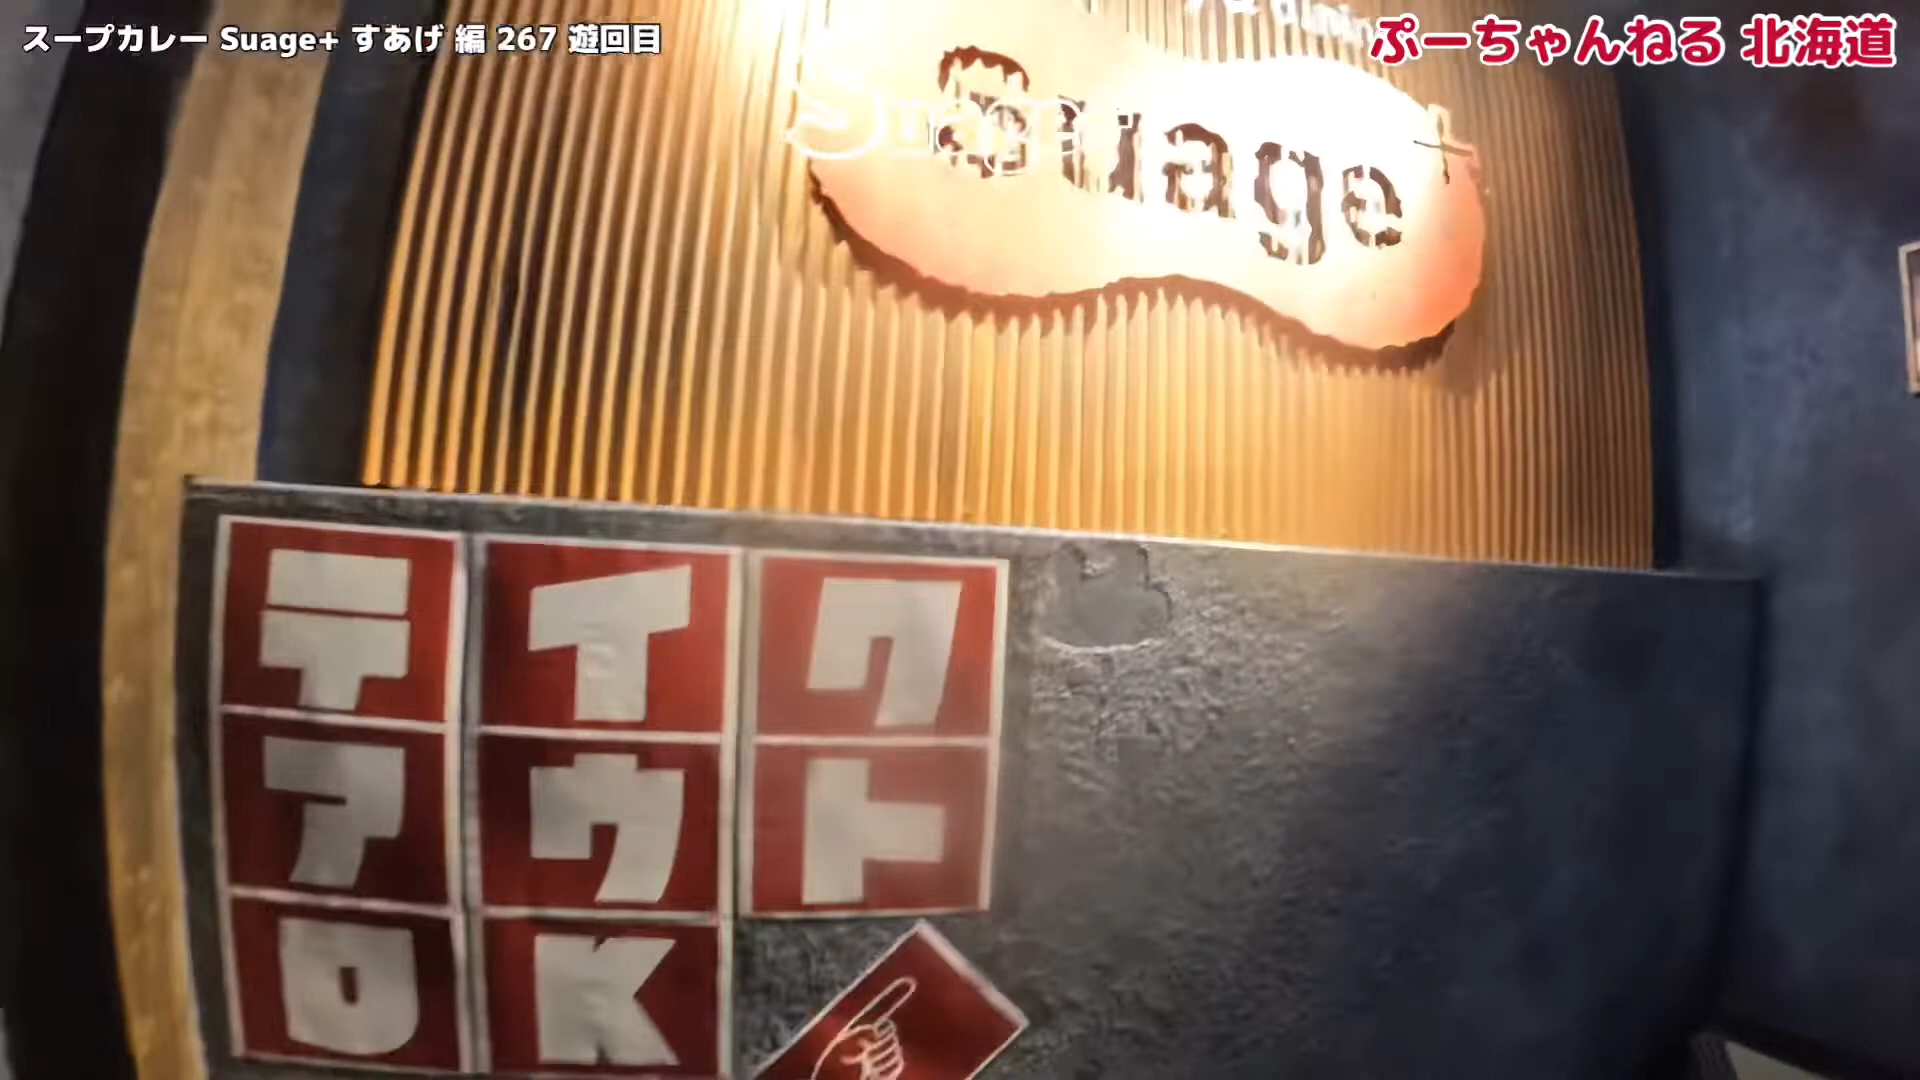 スープカレー Suage+ すあげ 編 267 遊回目
ぷーちゃんねる 北海道
Suage+
テイク
アウト
OK